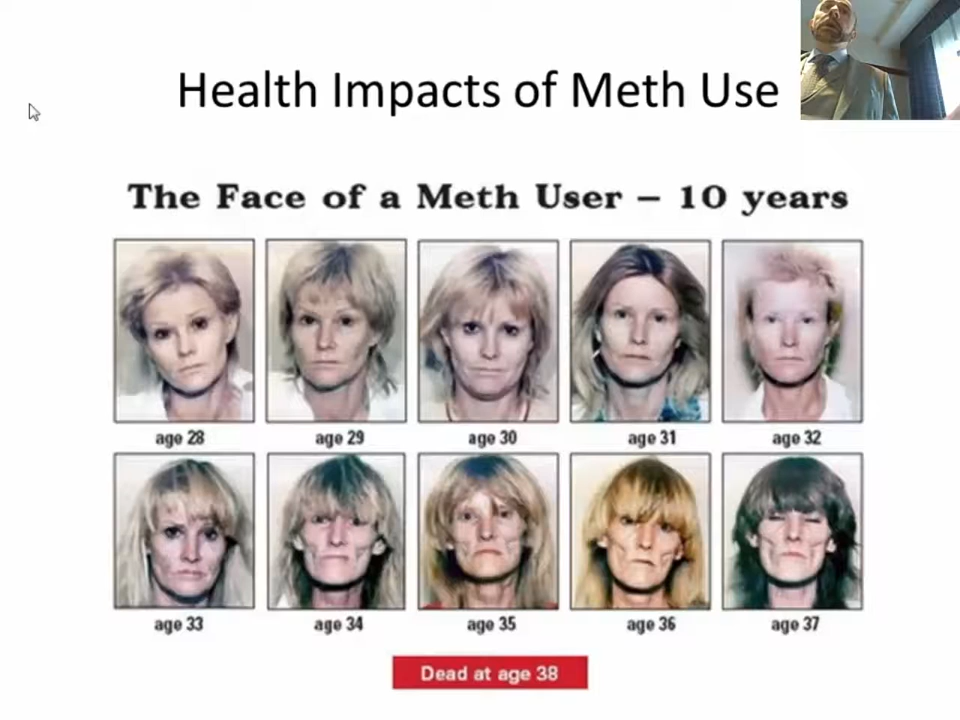 Health Impacts of Meth Use
The Face of a Meth User – 10 years
age 28 age 29 age 30 age 31 age 32
age 33 age 34 age 35 age 36 age 37
Dead at age 38